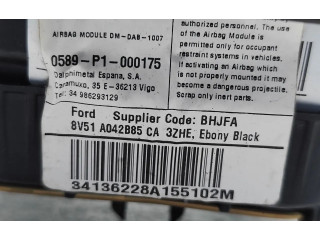 AIRBAG MODULE DM-DAB-1007
0589-P1-000175
Dalphimetal Espana, S.A.
Caramuxo, 35 E-36213 Vigo
Tel: 34 986293129
authorized personnel. The use
of the Airbag Module is
permitted only for occupant
restraint systems in vehicles.
If activating an Airbag which
is not properly mounted it may
become a dangerous projectile.
Scrap only inert parts.
Ford Supplier Code: BHJFA
8V51 A042B85 CA 3ZHE, Ebony Black
34136228A155102M